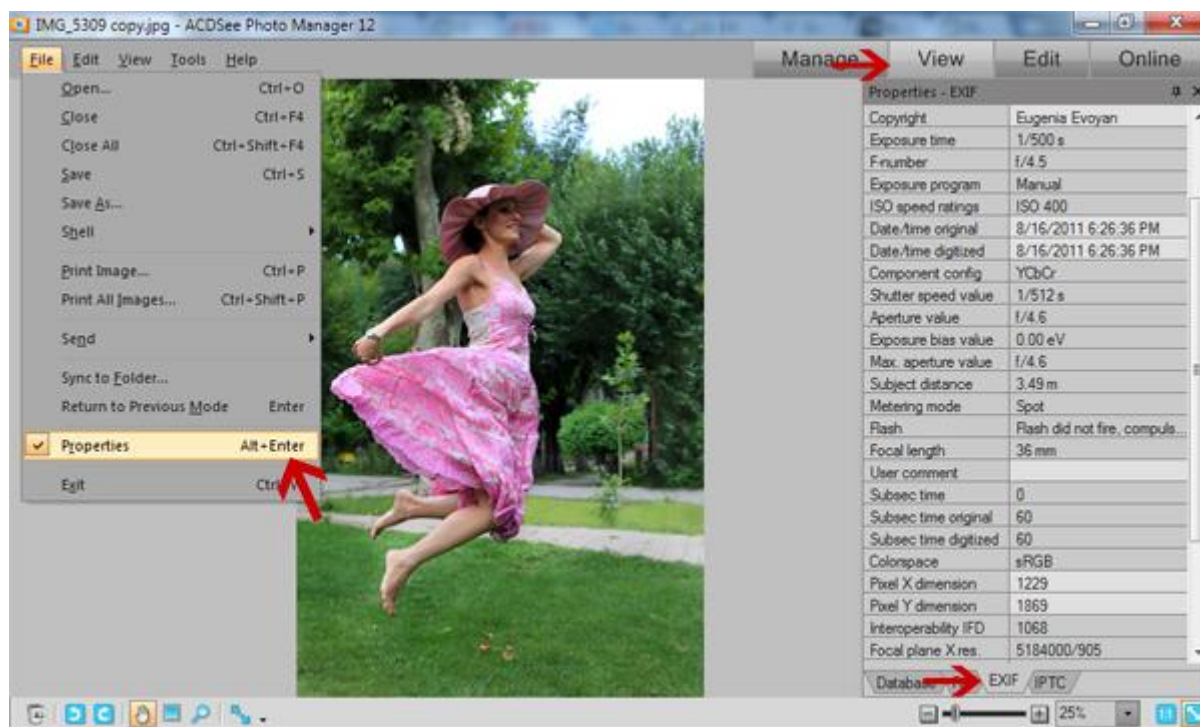 IMG_5309 copy.jpg - ACDSee Photo Manager 12
File Edit View Tools Help
Manage View Edit Online
Open... Ctrl+O
Close Ctrl+F4
Close All Ctrl+Shift+F4
Save Ctrl+S
Save As...
Shell
Print Image... Ctrl+P
Print All Images... Ctrl+Shift+P
Send
Sync to Folder...
Return to Previous Mode Enter
Properties Alt+Enter
Exit
Properties - EXIF
Copyright Eugenia Evoyan
Exposure time 1/500 s
F-number f/4.5
Exposure program Manual
ISO speed ratings ISO 400
Date/time original 8/16/2011 6:26:36 PM
Date/time digitized 8/16/2011 6:26:36 PM
Component config YCbCr
Shutter speed value 1/512 s
Aperture value f/4.6
Exposure bias value 0.00 eV
Max. aperture value f/4.6
Subject distance 3.49 m
Metering mode Spot
Flash Flash did not fire, compuls...
Focal length 36 mm
User comment
Subsec time 0
Subsec time original 60
Subsec time digitized 60
Colorspace sRGB
Pixel X dimension 1229
Pixel Y dimension 1869
Interoperability IFD 1068
Focal plane X res. 5184000/905
EXIF IPTC
25% 1:1